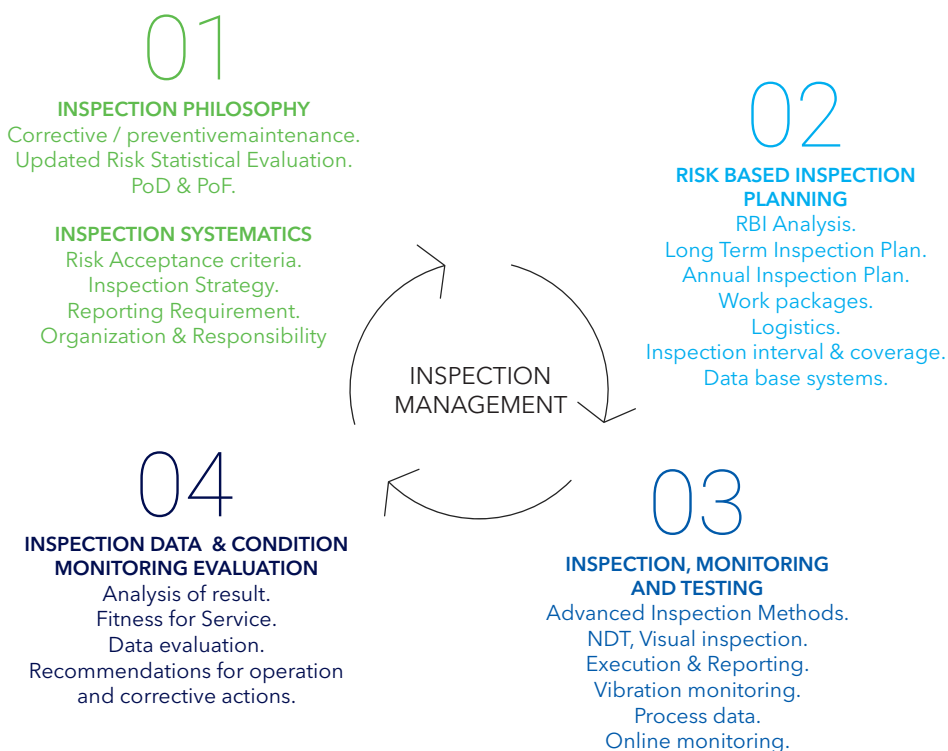 01
INSPECTION PHILOSOPHY
Corrective / preventivemaintenance.
Updated Risk Statistical Evaluation.
PoD & PoF.
INSPECTION SYSTEMATICS
Risk Acceptance criteria.
Inspection Strategy.
Reporting Requirement.
Organization & Responsibility
02
RISK BASED INSPECTION
PLANNING
RBI Analysis.
Long Term Inspection Plan.
Annual Inspection Plan.
Work packages.
Logistics.
Inspection interval & coverage.
Data base systems.
INSPECTION
MANAGEMENT
03
INSPECTION, MONITORING
AND TESTING
Advanced Inspection Methods.
NDT, Visual inspection.
Execution & Reporting.
Vibration monitoring.
Process data.
Online monitoring.
04
INSPECTION DATA & CONDITION
MONITORING EVALUATION
Analysis of result.
Fitness for Service.
Data evaluation.
Recommendations for operation
and corrective actions.